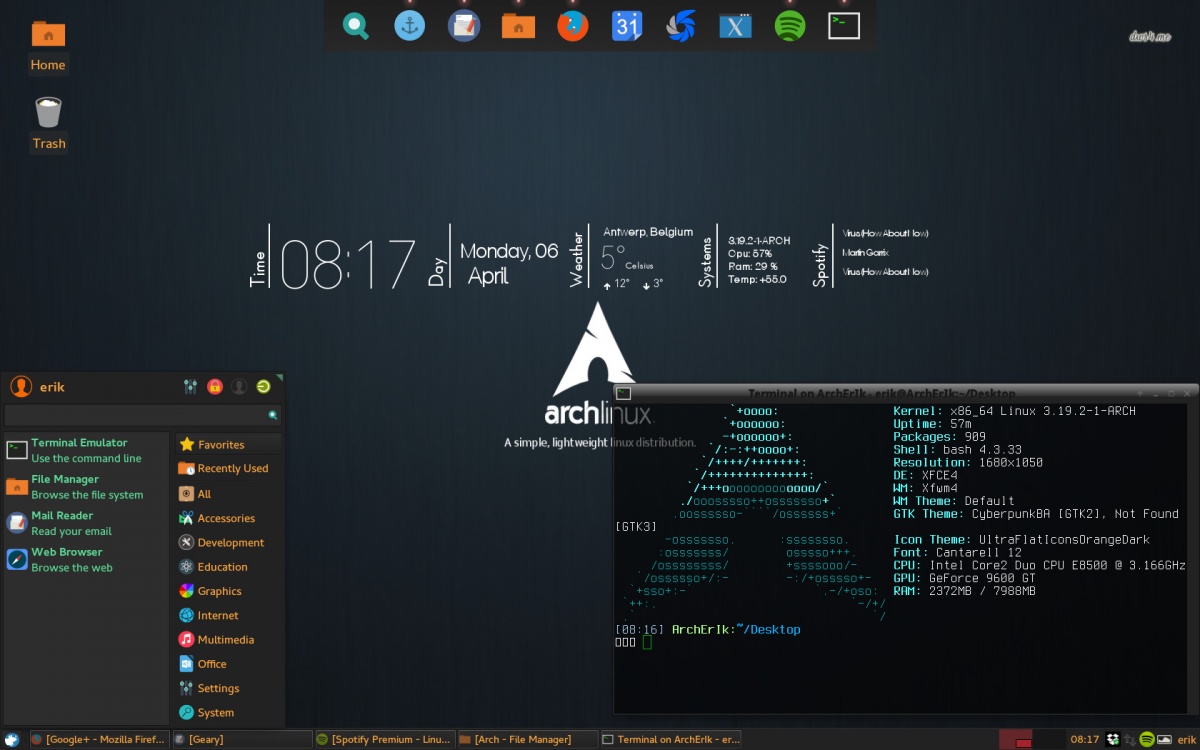 31
X
dwr4.me
Home
Trash
Time
08:17
Day
Monday, 06
April
Weather
Antwerp, Belgium
5°
Celsius
12°
3°
Systems
3.19.2-1-ARCH
Cpu: 57%
Ram: 29 %
Temp: +55.0
Spotify
Virus (How About Now)
Martin Garrix
Virus (How About Now)
archlinux
A simple, lightweight linux distribution.
erik
Terminal Emulator
Use the command line
File Manager
Browse the file system
Mail Reader
Read your email
Web Browser
Browse the web
Favorites
Recently Used
All
Accessories
Development
Education
Graphics
Internet
Multimedia
Office
Settings
System
Terminal on ArchErIk - erik@ArchErIk:~/Desktop
`+oooo: Kernel: x86_64 Linux 3.19.2-1-ARCH
`+oooooo: Uptime: 57m
-+oooooo+: Packages: 909
`/:-:++oooo+: Shell: bash 4.3.33
`/++++/+++++++: Resolution: 1680x1050
`/++++++++++++++: DE: XFCE4
`/+++ooooooooooooo/` WM: Xfwm4
./ooosssso++osssssso+` WM Theme: Default
.oossssso-````/ossssss+` GTK Theme: CyberpunkBA [GTK2], Not Found
[GTK3]
-osssssso. :ssssssso. Icon Theme: UltraFlatIconsOrangeDark
:osssssss/ osssso+++. Font: Cantarell 12
/ossssssss/ +ssssooo/- CPU: Intel Core2 Duo CPU E8500 @ 3.166GHz
`/ossssso+/:- -:/+osssso+- GPU: GeForce 9600 GT
`+sso+:-` `.-/+oso: RAM: 2372MB / 7988MB
`++:. `-/+/
.` `/
[08:16] ArchErIk:~/Desktop
[Google+ - Mozilla Firef...
[Geary]
[Spotify Premium - Linu...
[Arch - File Manager]
Terminal on ArchErIk - er...
08:17
erik